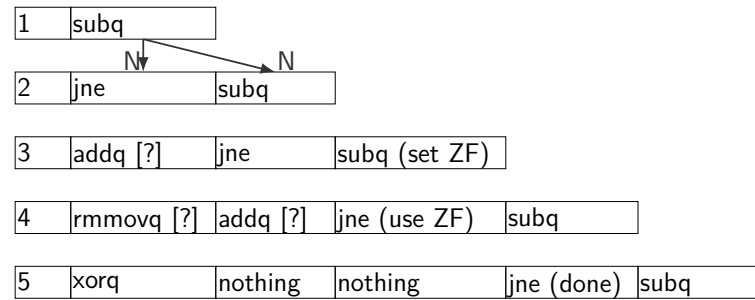 1 subq
N N
2 jne subq
3 addq [?] jne subq (set ZF)
4 rmmovq [?] addq [?] jne (use ZF) subq
5 xorq nothing nothing jne (done) subq